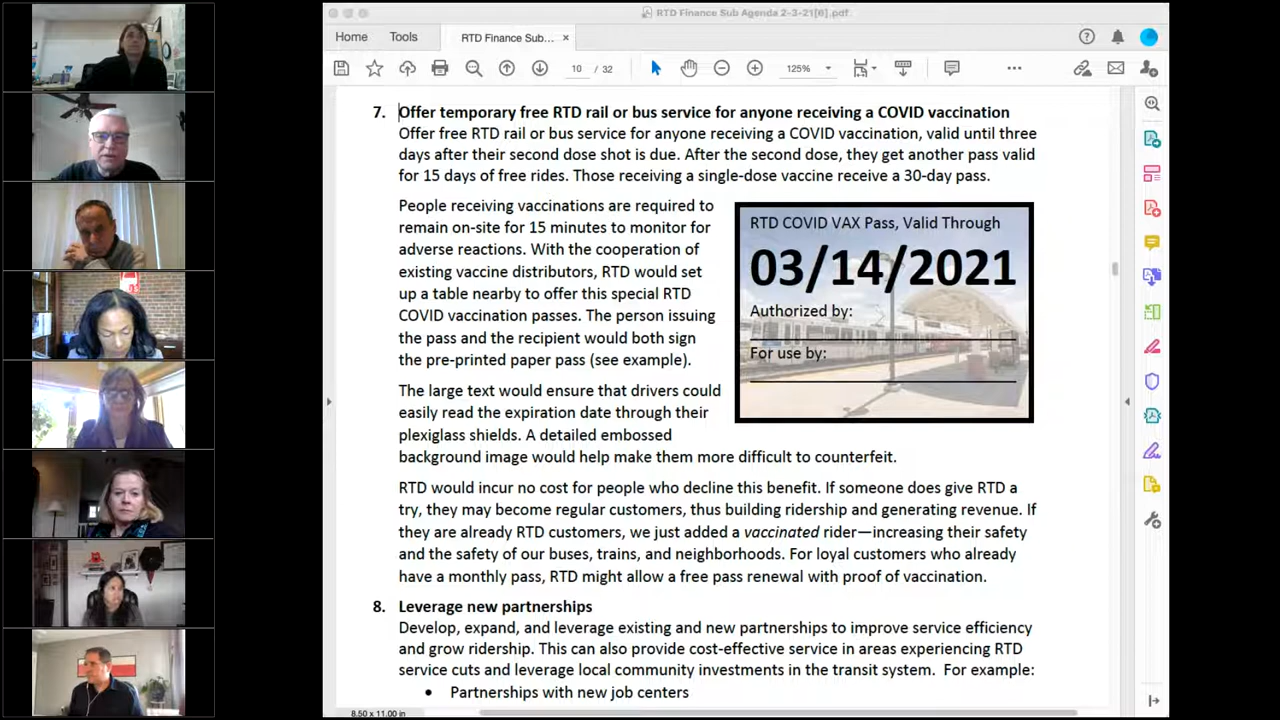 RTD Finance Sub Agenda 2-3-21[6].pdf
Home Tools RTD Finance Sub... ×
10 / 32 125%
7. Offer temporary free RTD rail or bus service for anyone receiving a COVID vaccination
Offer free RTD rail or bus service for anyone receiving a COVID vaccination, valid until three
days after their second dose shot is due. After the second dose, they get another pass valid
for 15 days of free rides. Those receiving a single-dose vaccine receive a 30-day pass.
People receiving vaccinations are required to
remain on-site for 15 minutes to monitor for
adverse reactions. With the cooperation of
existing vaccine distributors, RTD would set
up a table nearby to offer this special RTD
COVID vaccination passes. The person issuing
the pass and the recipient would both sign
the pre-printed paper pass (see example).
RTD COVID VAX Pass, Valid Through
03/14/2021
Authorized by:
For use by:
The large text would ensure that drivers could
easily read the expiration date through their
plexiglass shields. A detailed embossed
background image would help make them more difficult to counterfeit.
RTD would incur no cost for people who decline this benefit. If someone does give RTD a
try, they may become regular customers, thus building ridership and generating revenue. If
they are already RTD customers, we just added a vaccinated rider—increasing their safety
and the safety of our buses, trains, and neighborhoods. For loyal customers who already
have a monthly pass, RTD might allow a free pass renewal with proof of vaccination.
8. Leverage new partnerships
Develop, expand, and leverage existing and new partnerships to improve service efficiency
and grow ridership. This can also provide cost-effective service in areas experiencing RTD
service cuts and leverage local community investments in the transit system. For example:
• Partnerships with new job centers
8.50 x 11.00 in